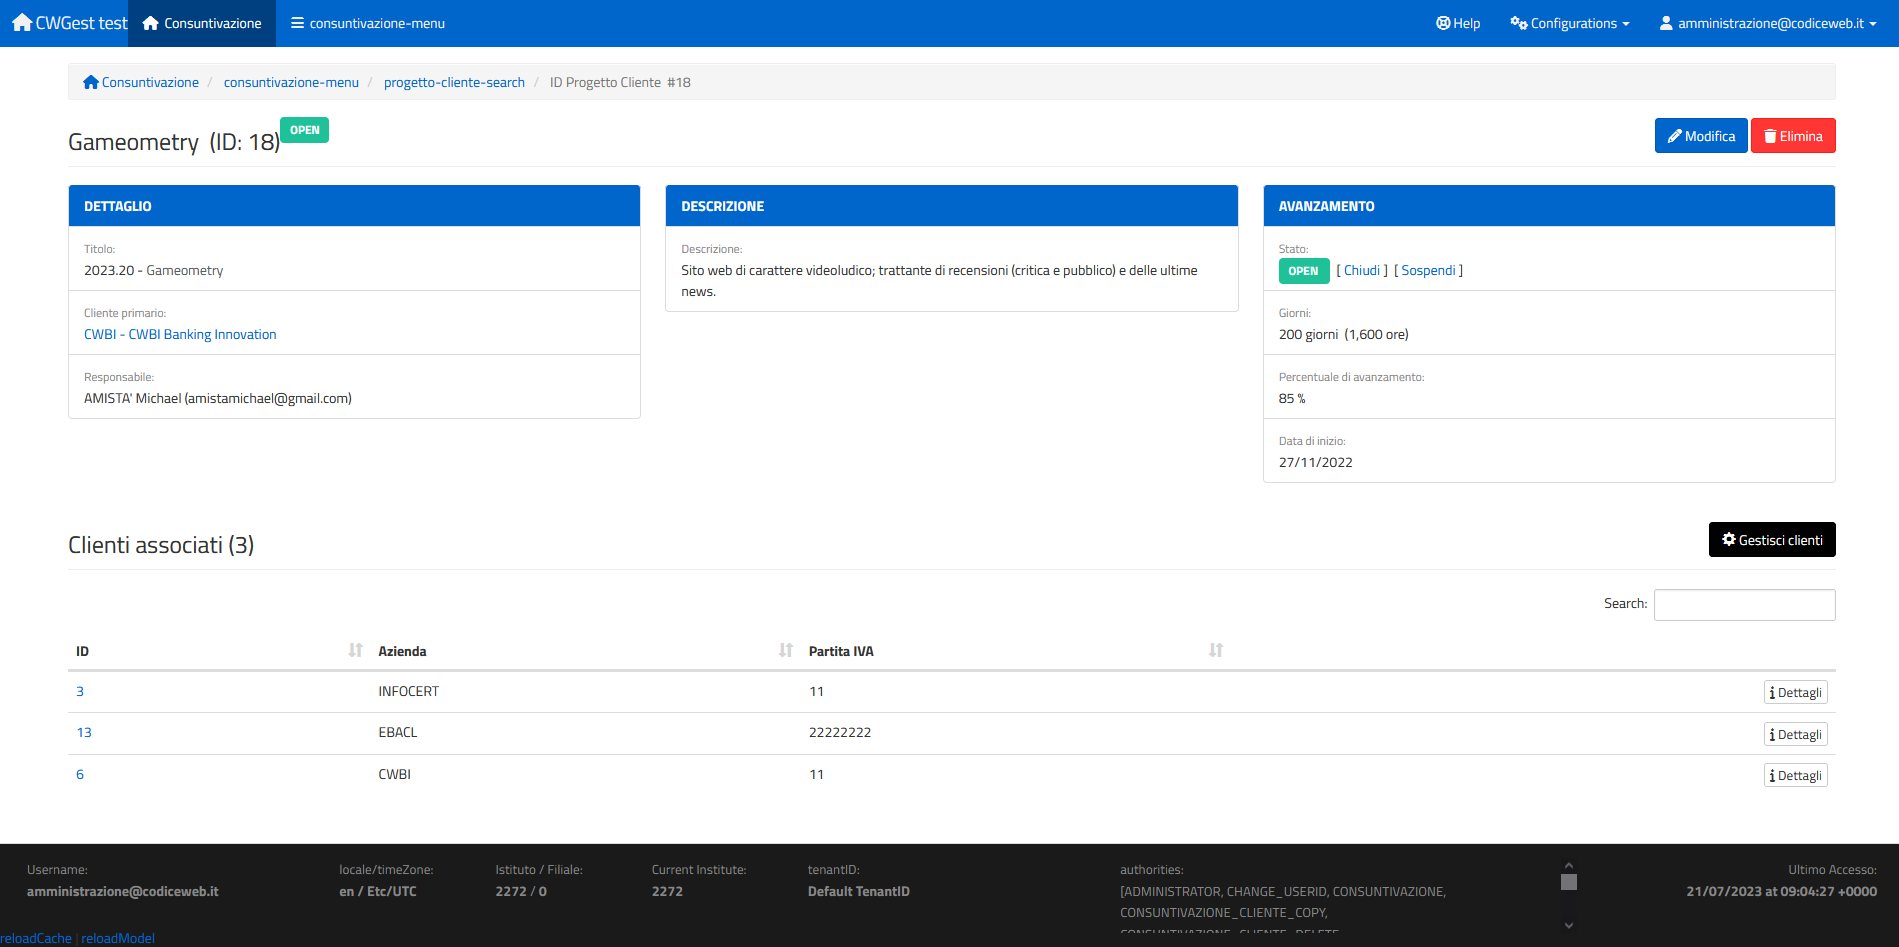 CWGest test Consuntivazione consuntivazione-menu Help Configurations amministrazione@codiceweb.it
Consuntivazione / consuntivazione-menu / progetto-cliente-search / ID Progetto Cliente #18
Gameometry (ID: 18) OPEN Modifica Elimina
DETTAGLIO
Titolo:
2023.20 - Gameometry
Cliente primario:
CWBI - CWBI Banking Innovation
Responsabile:
AMISTA' Michael (amistamichael@gmail.com)
DESCRIZIONE
Descrizione:
Sito web di carattere videoludico; trattante di recensioni (critica e pubblico) e delle ultime
news.
AVANZAMENTO
Stato:
OPEN [ Chiudi ] [ Sospendi ]
Giorni:
200 giorni (1,600 ore)
Percentuale di avanzamento:
85 %
Data di inizio:
27/11/2022
Clienti associati (3) Gestisci clienti
Search:
ID Azienda Partita IVA
3 INFOCERT 11 Dettagli
13 EBACL 22222222 Dettagli
6 CWBI 11 Dettagli
Username:
amministrazione@codiceweb.it
locale/timeZone:
en / Etc/UTC
Istituto / Filiale:
2272 / 0
Current Institute:
2272
tenantID:
Default TenantID
authorities:
[ADMINISTRATOR, CHANGE_USERID, CONSUNTIVAZIONE,
CONSUNTIVAZIONE_CLIENTE_COPY,
CONSUNTIVAZIONE_CLIENTE_DELETE,
Ultimo Accesso:
21/07/2023 at 09:04:27 +0000
reloadCache | reloadModel